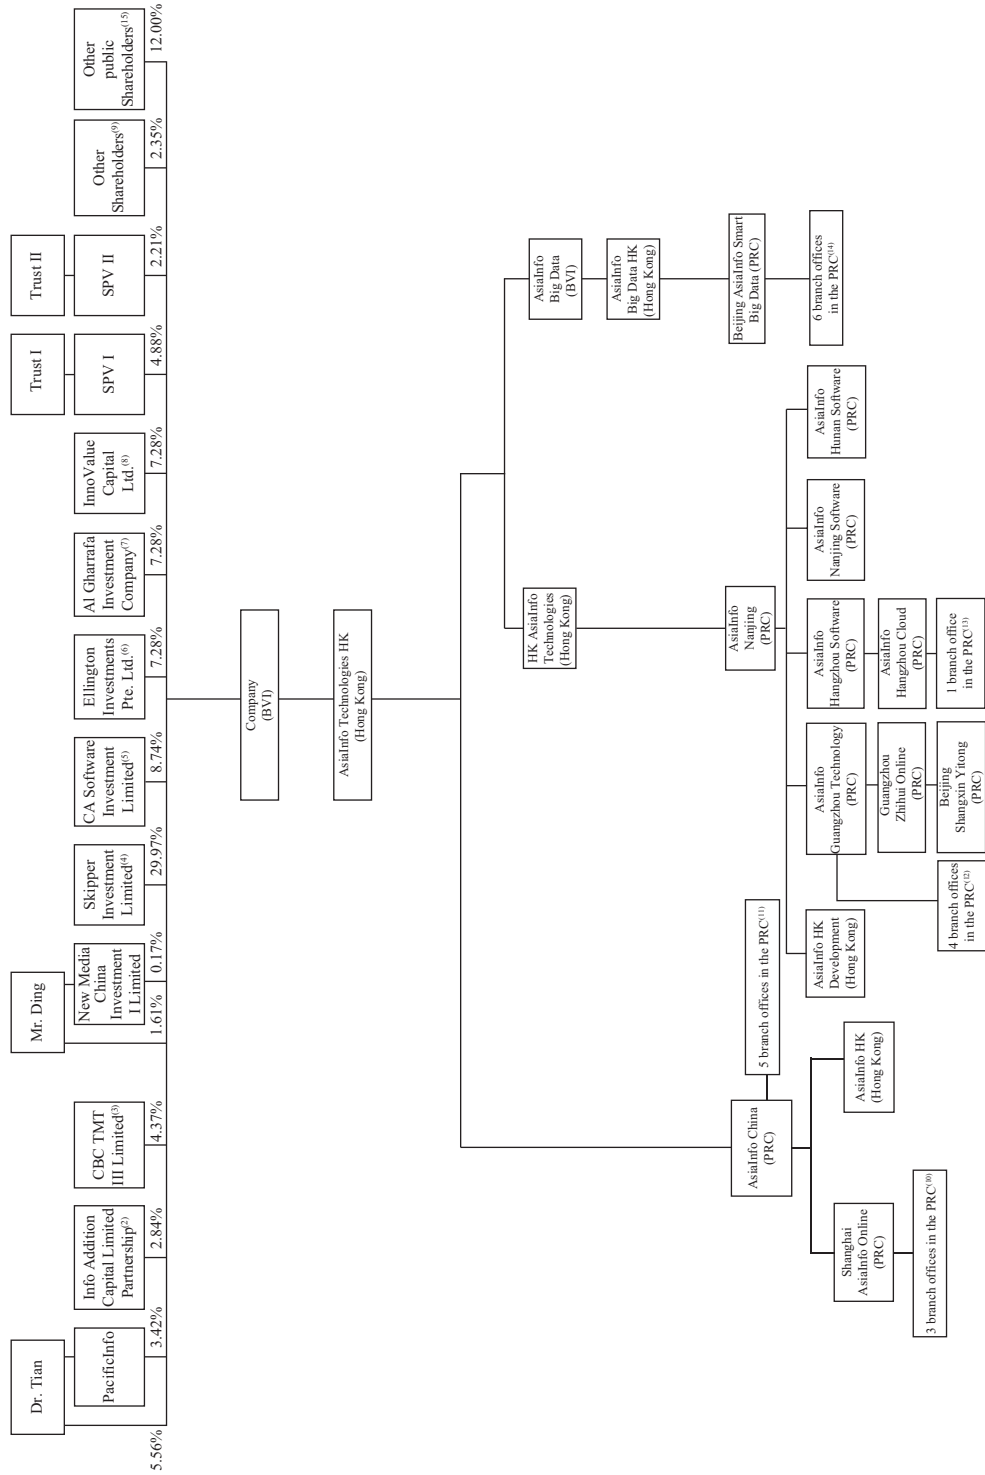 Dr. Tian
Mr. Ding
Trust I
Trust II
PacificInfo
Info Addition
Capital Limited
Partnership(2)
CBC TMT
III Limited(3)
New Media
China
Investment
I Limited
Skipper
Investment
Limited(4)
CA Software
Investment
Limited(5)
Ellington
Investments
Pte. Ltd.(6)
Al Gharrafa
Investment
Company(7)
InnoValue
Capital
Ltd.(8)
SPV I
SPV II
Other
Shareholders(9)
Other
public
Shareholders(15)
5.56%
3.42%
2.84%
4.37%
1.61%
0.17%
29.97%
8.74%
7.28%
7.28%
7.28%
4.88%
2.21%
2.35%
12.00%
Company
(BVI)
AsiaInfo Technologies HK
(Hong Kong)
HK AsiaInfo
Technologies
(Hong Kong)
AsiaInfo
Big Data
(BVI)
AsiaInfo
Big Data HK
(Hong Kong)
AsiaInfo China
(PRC)
5 branch offices in the PRC(11)
AsiaInfo
Nanjing
(PRC)
Beijing AsiaInfo Smart
Big Data (PRC)
Shanghai
AsiaInfo Online
(PRC)
AsiaInfo HK
(Hong Kong)
AsiaInfo HK
Development
(Hong Kong)
AsiaInfo
Guangzhou Technology
(PRC)
AsiaInfo
Hangzhou Software
(PRC)
AsiaInfo
Nanjing Software
(PRC)
AsiaInfo
Hunan Software
(PRC)
6 branch offices
in the PRC(14)
3 branch offices in the PRC(10)
Guangzhou
Zhihui Online
(PRC)
AsiaInfo
Hangzhou Cloud
(PRC)
4 branch offices
in the PRC(12)
Beijing
Shangxin Yitong
(PRC)
1 branch office
in the PRC(13)